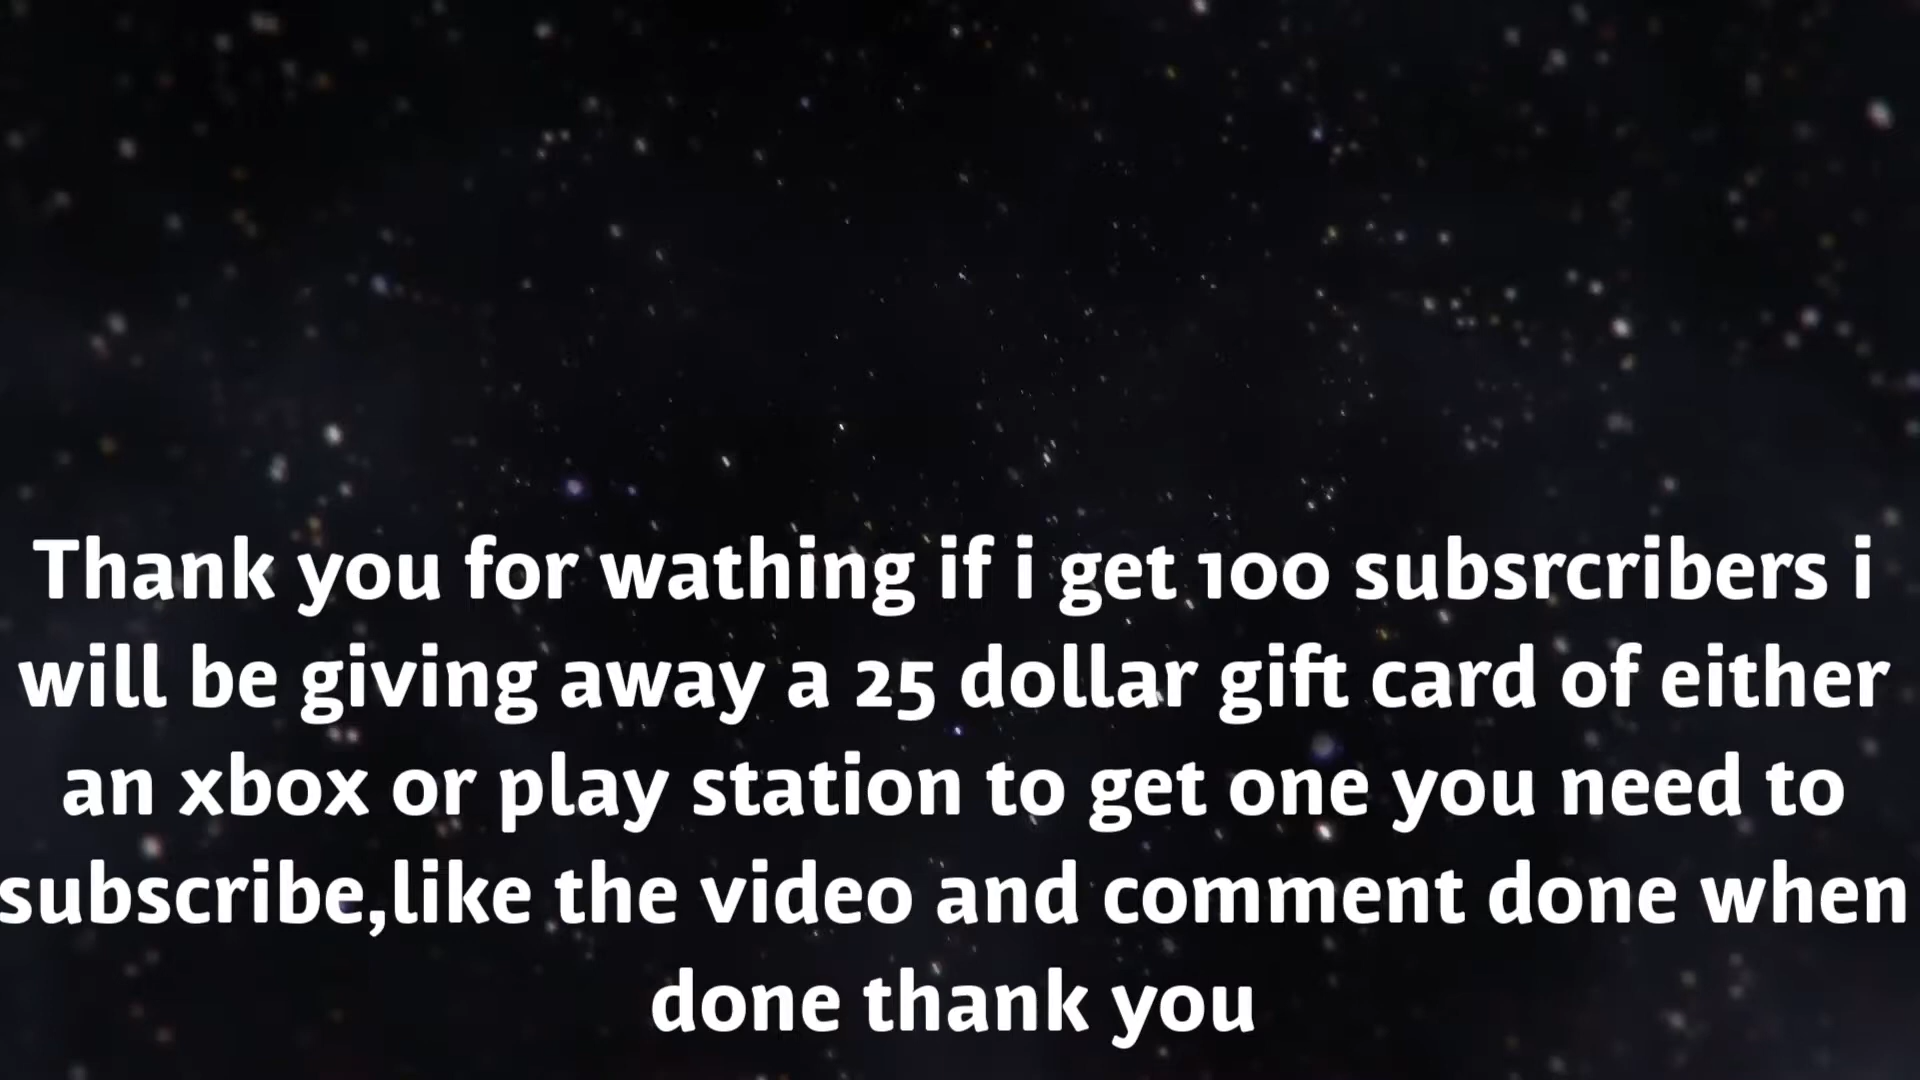 Thank you for wathing if i get 100 subsrcribers i
will be giving away a 25 dollar gift card of either
an xbox or play station to get one you need to
subscribe,like the video and comment done when
done thank you